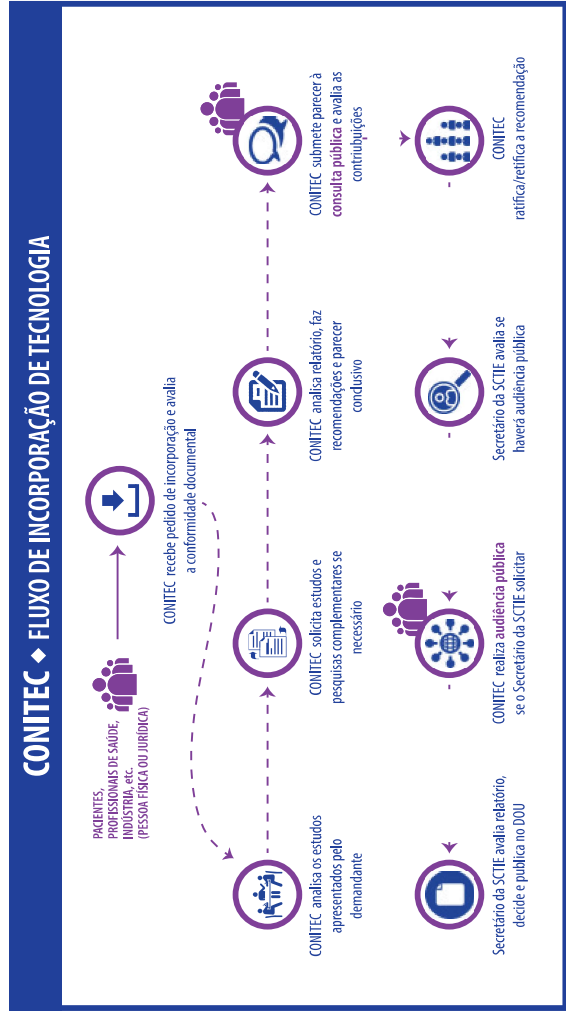 CONITEC ◆ FLUXO DE INCORPORAÇÃO DE TECNOLOGIA
PACIENTES,
PROFISSIONAIS DE SAÚDE,
INDÚSTRIA, etc.
(PESSOA FÍSICA OU JURÍDICA)
CONITEC recebe pedido de incorporação e avalia
a conformidade documental
CONITEC analisa os estudos
apresentados pelo
demandante
CONITEC solicita estudos e
pesquisas complementares se
necessário
CONITEC analisa relatório, faz
recomendações e parecer
conclusivo
CONITEC submete parecer à
consulta pública e avalia as
contriubuições
CONITEC
ratifica/retifica a recomendação
Secretário da SCTIE avalia se
haverá audiência pública
CONITEC realiza audiência pública
se o Secretário da SCTIE solicitar
Secretário da SCTIE avalia relatório,
decide e publica no DOU